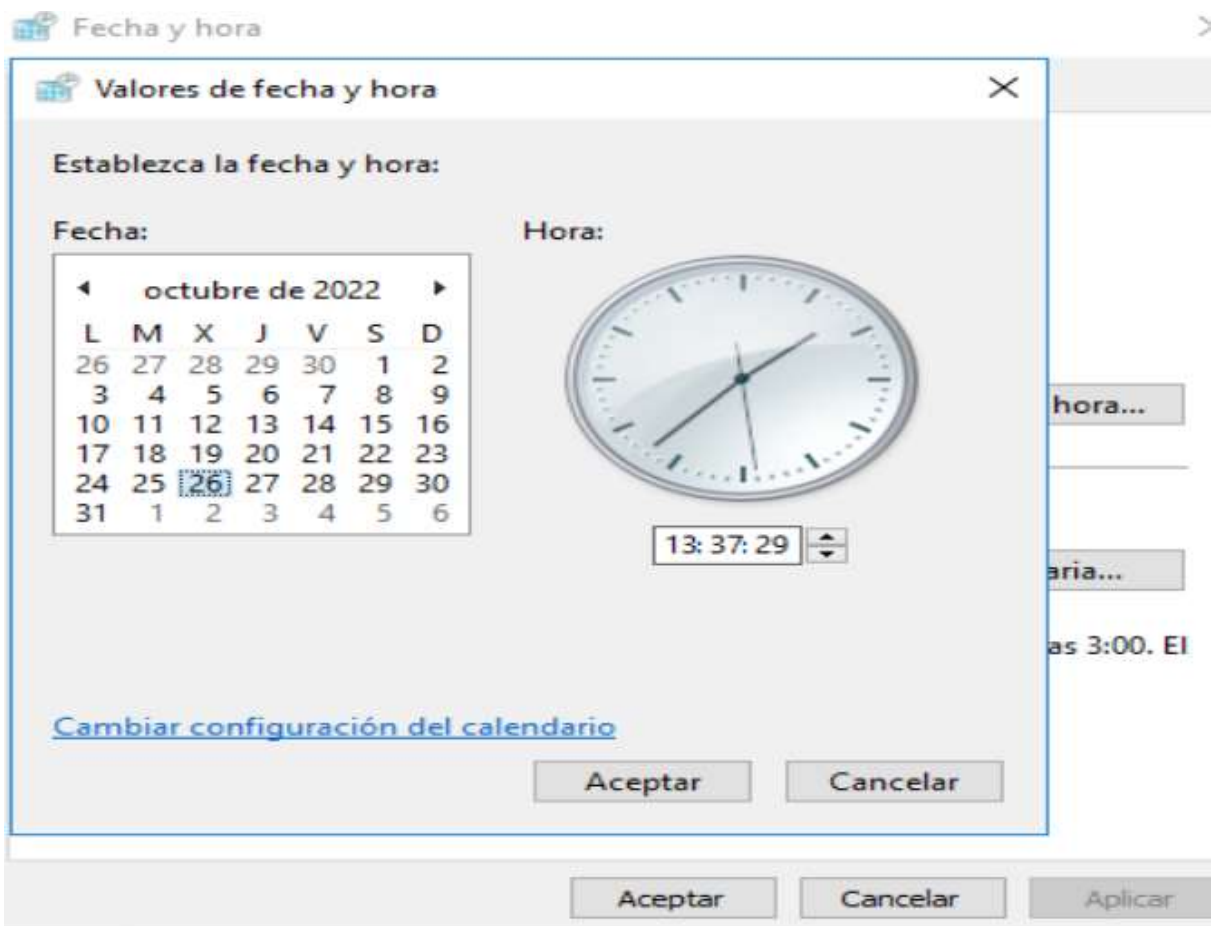 Fecha y hora
Valores de fecha y hora
Establezca la fecha y hora:
Fecha:
Hora:
octubre de 2022
L M X J V S D
26 27 28 29 30 1 2
3 4 5 6 7 8 9
10 11 12 13 14 15 16
17 18 19 20 21 22 23
24 25 26 27 28 29 30
31 1 2 3 4 5 6
13:37:29
hora...
aria...
as 3:00. El
Cambiar configuración del calendario
Aceptar Cancelar
Aceptar Cancelar Aplicar